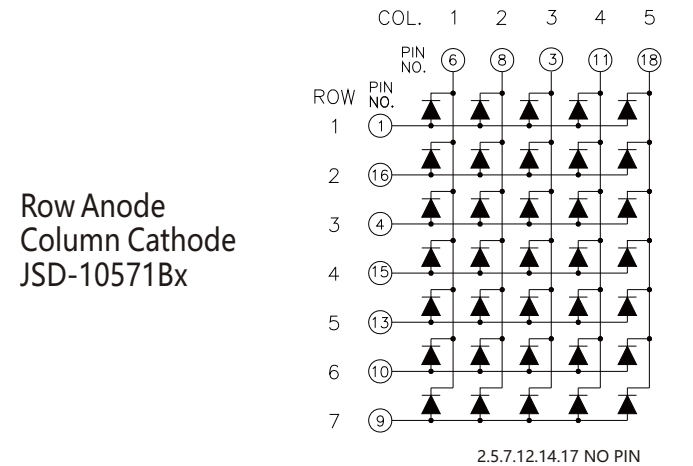 COL. 1 2 3 4 5
PIN NO. 6 8 3 11 18
ROW PIN NO.
1 1
2 16
3 4
4 15
5 13
6 10
7 9
Row Anode
Column Cathode
JSD-10571Bx
2.5.7.12.14.17 NO PIN